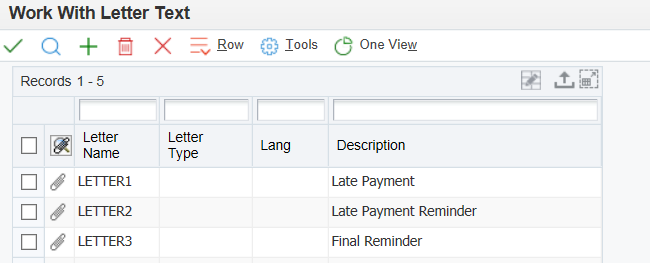 Work With Letter Text
Row Tools One View
Records 1 - 5
Letter Name Letter Type Lang Description
LETTER1 Late Payment
LETTER2 Late Payment Reminder
LETTER3 Final Reminder